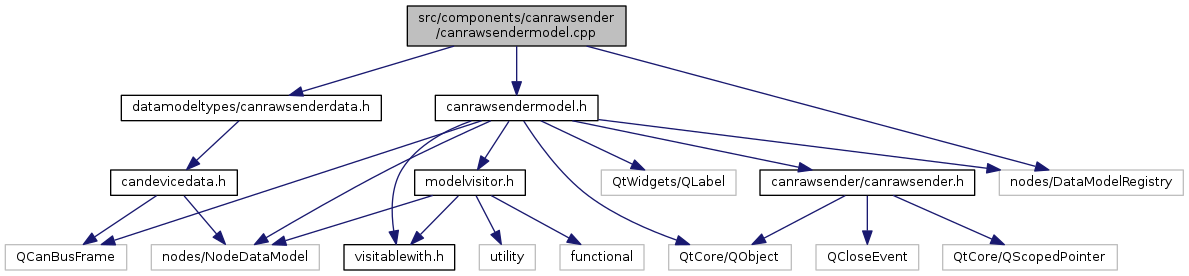 src/components/canrawsender
/canrawsendermodel.cpp
datamodeltypes/canrawsenderdata.h
canrawsendermodel.h
candevicedata.h
modelvisitor.h
QtWidgets/QLabel
canrawsender/canrawsender.h
nodes/DataModelRegistry
QCanBusFrame
nodes/NodeDataModel
visitablewith.h
utility
functional
QtCore/QObject
QCloseEvent
QtCore/QScopedPointer